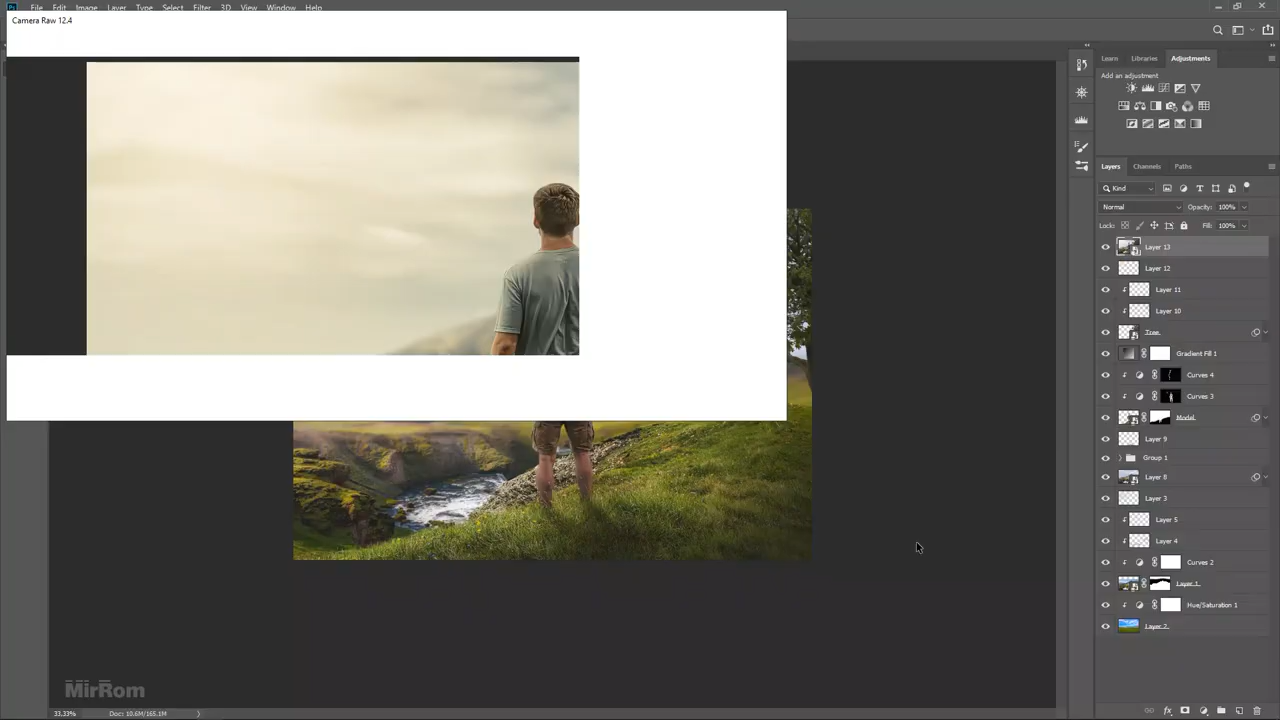 File Edit Image Layer Type Select Filter 3D View Window Help
Camera Raw 12.4
Learn Libraries Adjustments
Add an adjustment
Layers Channels Paths
Kind
Normal Opacity: 100%
Lock: Fill: 100%
Layer 13
Layer 12
Layer 11
Layer 10
Tree
Gradient Fill 1
Curves 4
Curves 3
Model
Layer 9
Group 1
Layer 8
Layer 3
Layer 5
Layer 4
Curves 2
Layer 1
Hue/Saturation 1
Layer 2
MirRom
33.33% Doc: 10.6M/165.1M